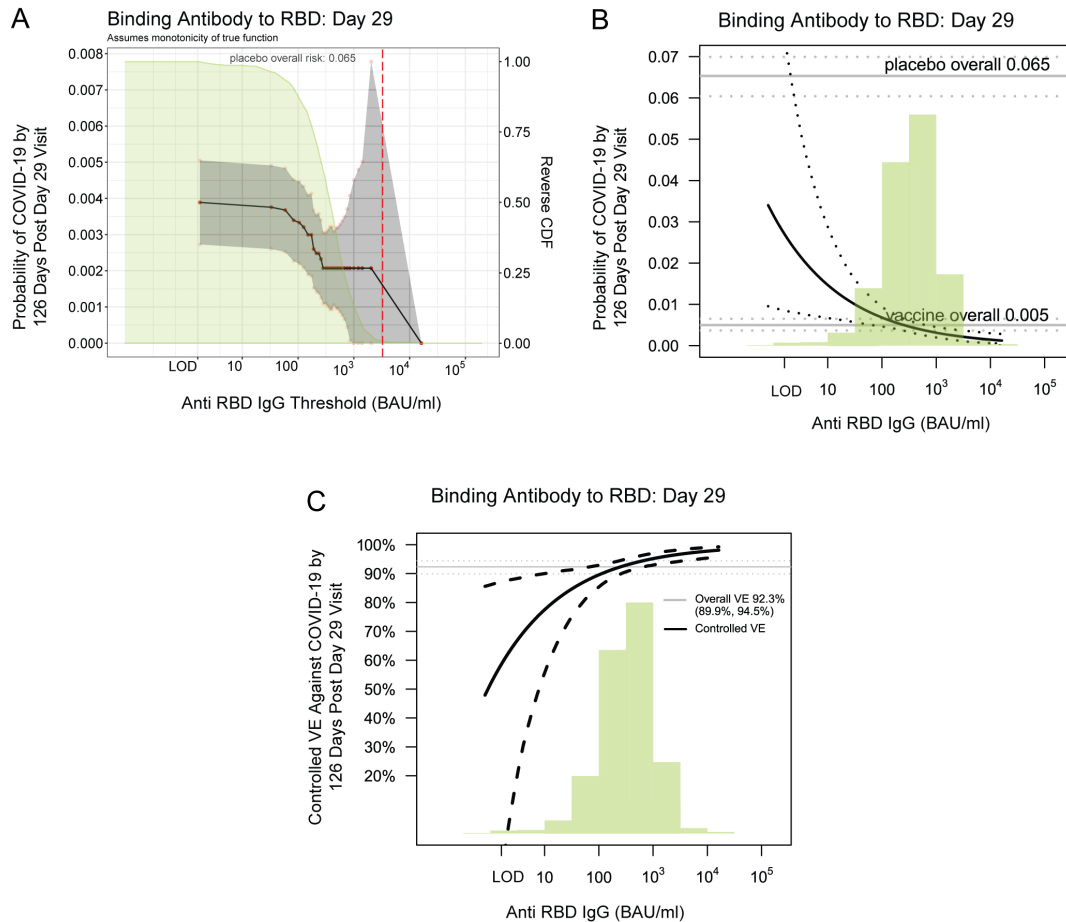 A
Binding Antibody to RBD: Day 29
Assumes monotonicity of true function
placebo overall risk: 0.065
0.008
0.007
0.006
0.005
0.004
0.003
0.002
0.001
0.000
1.00
0.75
0.50
0.25
0.00
Probability of COVID-19 by
126 Days Post Day 29 Visit
Reverse CDF
LOD 10 100 10³ 10⁴ 10⁵
Anti RBD IgG Threshold (BAU/ml)
B
Binding Antibody to RBD: Day 29
placebo overall 0.065
vaccine overall 0.005
0.07
0.06
0.05
0.04
0.03
0.02
0.01
0.00
Probability of COVID-19 by
126 Days Post Day 29 Visit
LOD 10 100 10³ 10⁴ 10⁵
Anti RBD IgG (BAU/ml)
C
Binding Antibody to RBD: Day 29
100%
90%
80%
70%
60%
50%
40%
30%
20%
Controlled VE Against COVID-19 by
126 Days Post Day 29 Visit
Overall VE 92.3%
(89.9%, 94.5%)
Controlled VE
LOD 10 100 10³ 10⁴ 10⁵
Anti RBD IgG (BAU/ml)